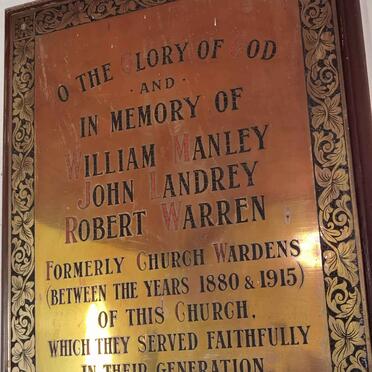 To the Glory of God
· and ·
in memory of
William Manley
John Landrey
Robert Warren
Formerly Church Wardens
(between the years 1880 & 1915)
of this Church,
which they served faithfully
in their generation